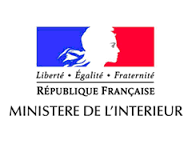 Liberté • Égalité • Fraternité
RÉPUBLIQUE FRANÇAISE
MINISTERE DE L'INTERIEUR